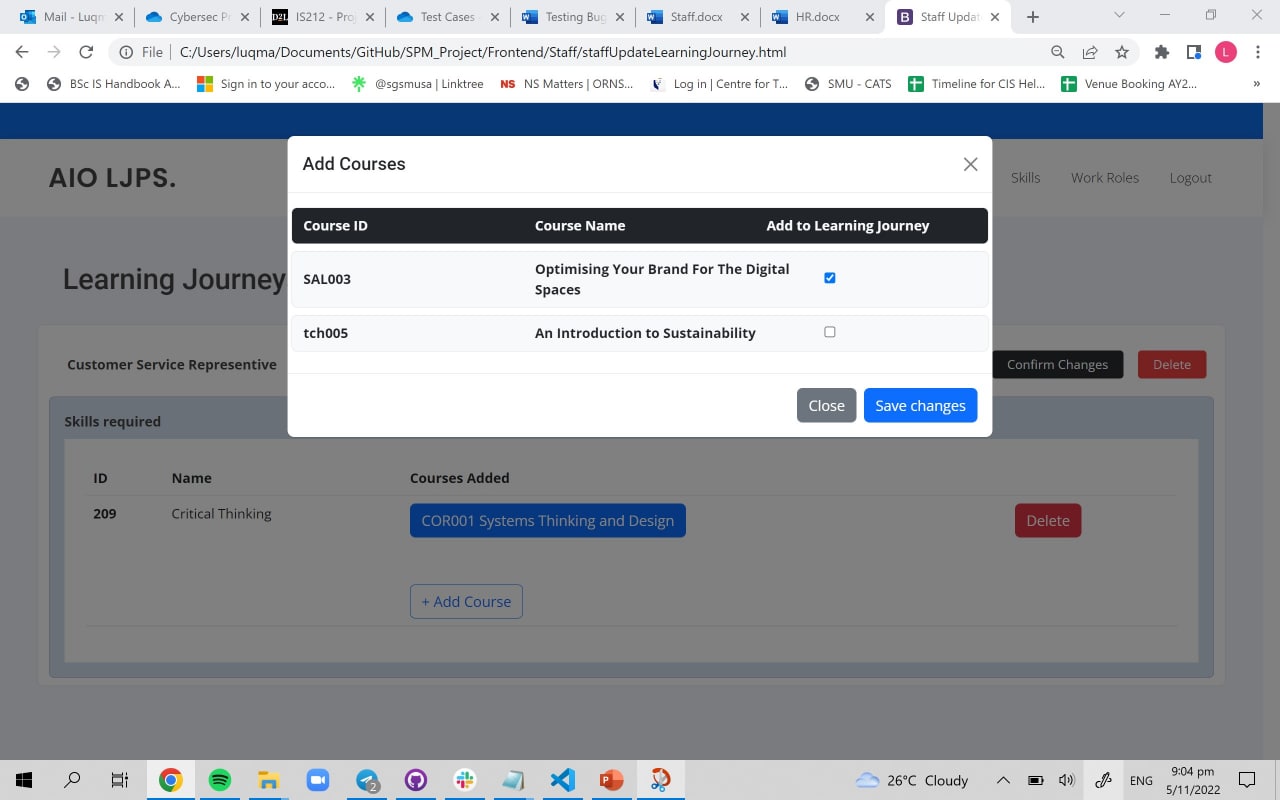 Mail - Luqm
Cybersec Pr
D2L IS212 - Proj
Test Cases -
Testing Bug
Staff.docx
HR.docx
Staff Updat
File C:/Users/luqma/Documents/GitHub/SPM_Project/Frontend/Staff/staffUpdateLearningJourney.html
L
BSc IS Handbook A...
Sign in to your acco...
@sgsmusa | Linktree
NS NS Matters | ORNS...
Log in | Centre for T...
SMU - CATS
Timeline for CIS Hel...
Venue Booking AY2...
»
AIO LJPS.
Skills
Work Roles
Logout
Add Courses
Course ID Course Name Add to Learning Journey
SAL003 Optimising Your Brand For The Digital
Spaces
tch005 An Introduction to Sustainability
Close Save changes
Learning Journey
Customer Service Representive Confirm Changes Delete
Skills required
ID Name Courses Added
209 Critical Thinking COR001 Systems Thinking and Design Delete
+ Add Course
2
26°C Cloudy
ENG
9:04 pm
5/11/2022